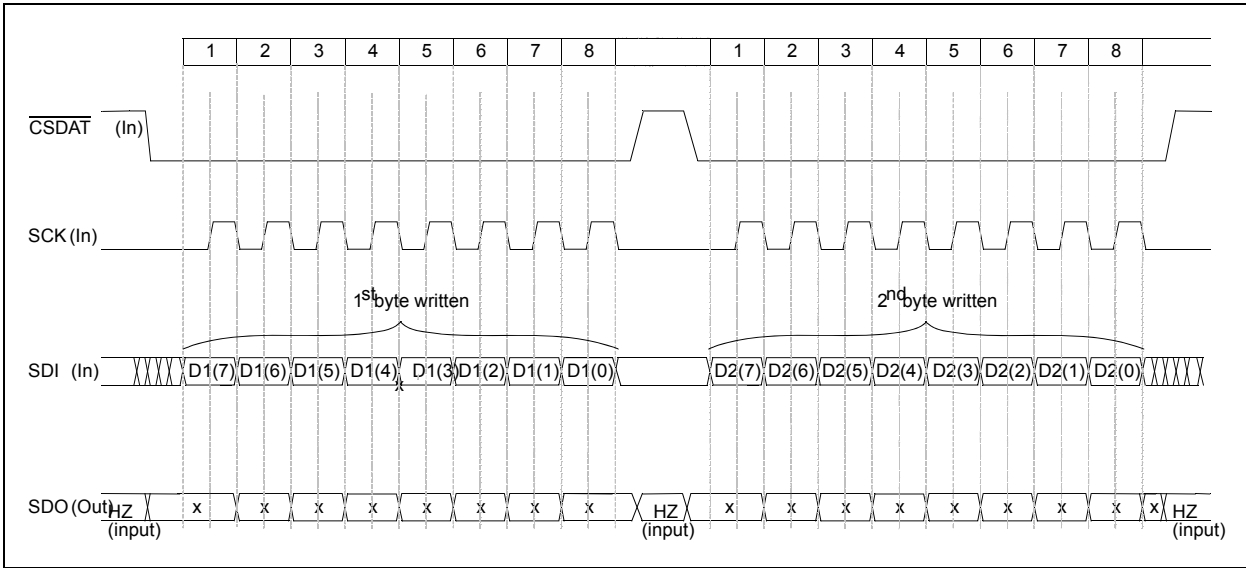 1 2 3 4 5 6 7 8 1 2 3 4 5 6 7 8
CSDAT (In)
SCK (In)
1st byte written 2nd byte written
SDI (In) D1(7) D1(6) D1(5) D1(4) D1(3) D1(2) D1(1) D1(0) D2(7) D2(6) D2(5) D2(4) D2(3) D2(2) D2(1) D2(0)
x
SDO (Out) HZ x x x x x x x x HZ x x x x x x x x x HZ
(input) (input) (input)